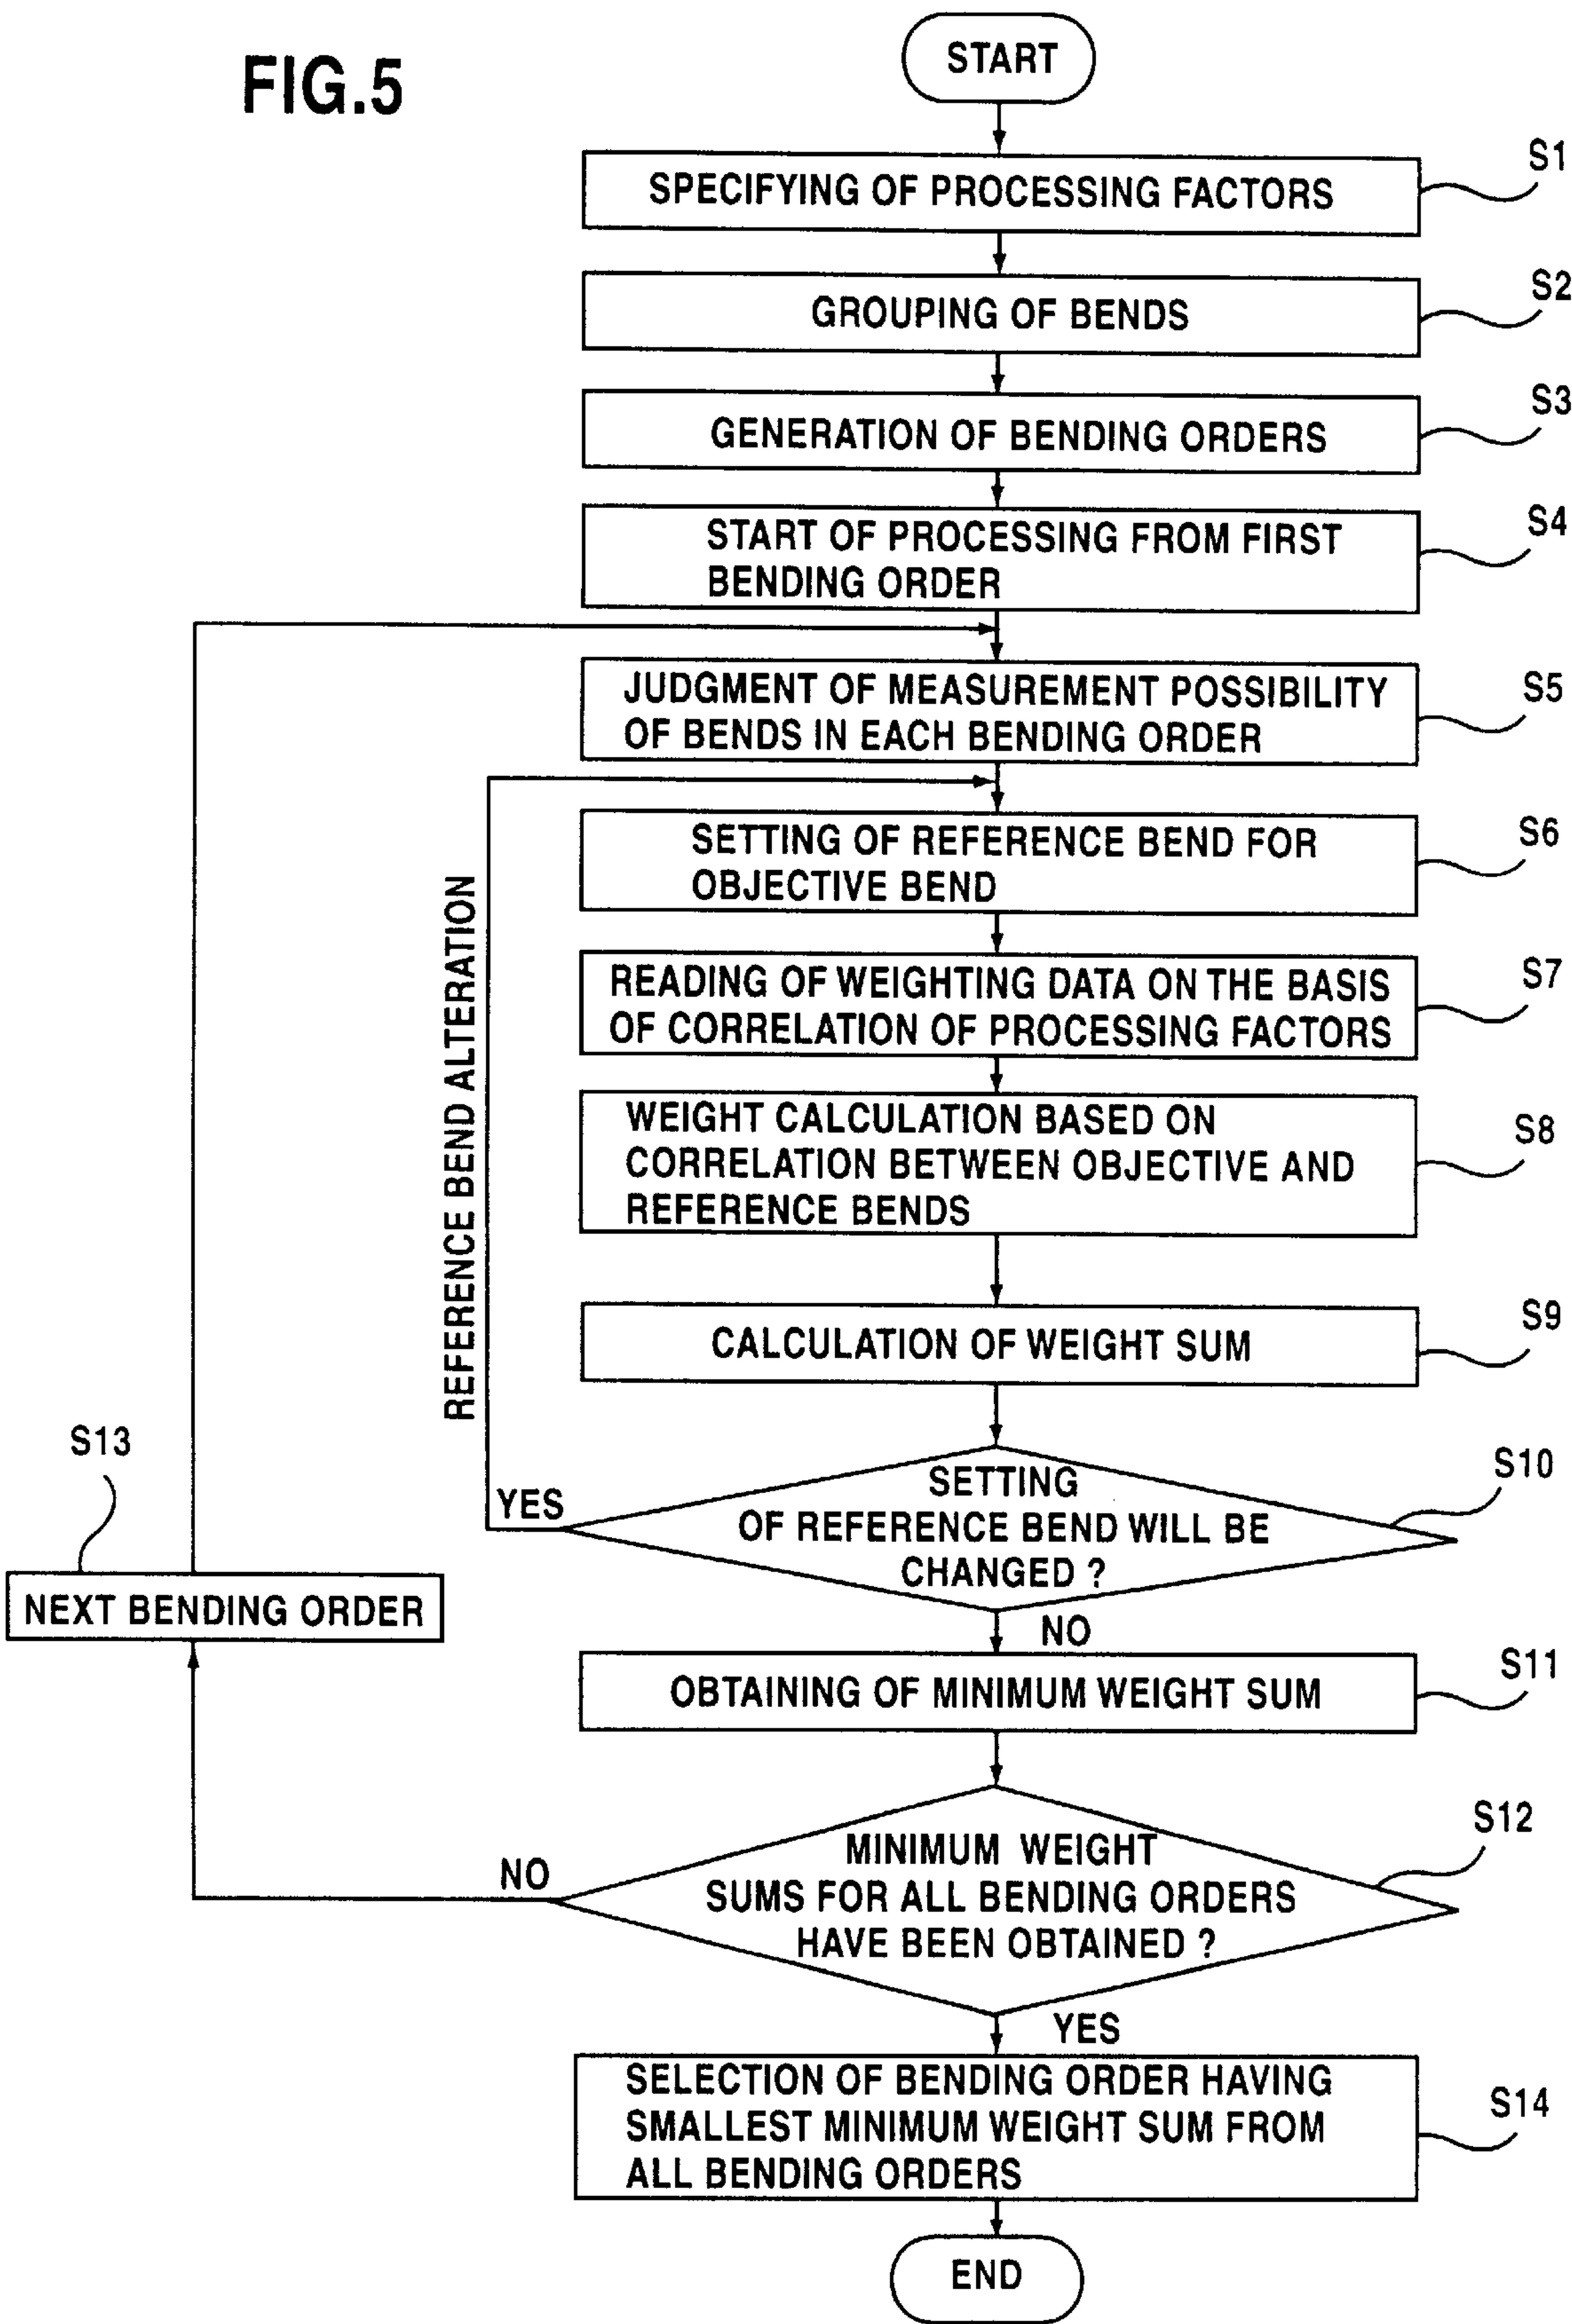 FIG.5
START
SPECIFYING OF PROCESSING FACTORS
S1
GROUPING OF BENDS
S2
GENERATION OF BENDING ORDERS
S3
START OF PROCESSING FROM FIRST
BENDING ORDER
S4
JUDGMENT OF MEASUREMENT POSSIBILITY
OF BENDS IN EACH BENDING ORDER
S5
SETTING OF REFERENCE BEND FOR
OBJECTIVE BEND
S6
REFERENCE BEND ALTERATION
READING OF WEIGHTING DATA ON THE BASIS
OF CORRELATION OF PROCESSING FACTORS
S7
WEIGHT CALCULATION BASED ON
CORRELATION BETWEEN OBJECTIVE AND
REFERENCE BENDS
S8
CALCULATION OF WEIGHT SUM
S9
SETTING
OF REFERENCE BEND WILL BE
CHANGED ?
S10
YES
NO
S13
NEXT BENDING ORDER
OBTAINING OF MINIMUM WEIGHT SUM
S11
MINIMUM WEIGHT
SUMS FOR ALL BENDING ORDERS
HAVE BEEN OBTAINED ?
S12
NO
YES
SELECTION OF BENDING ORDER HAVING
SMALLEST MINIMUM WEIGHT SUM FROM
ALL BENDING ORDERS
S14
END